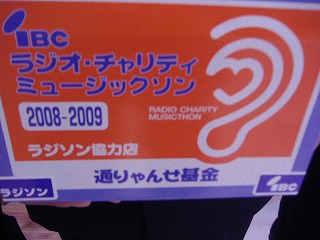 IBC
ラジオ・チャリティ
ミュージックソン
2008-2009
RADIO CHARITY
MUSICTHON
ラジソン協力店
通りゃんせ基金
ラジソン
IBC